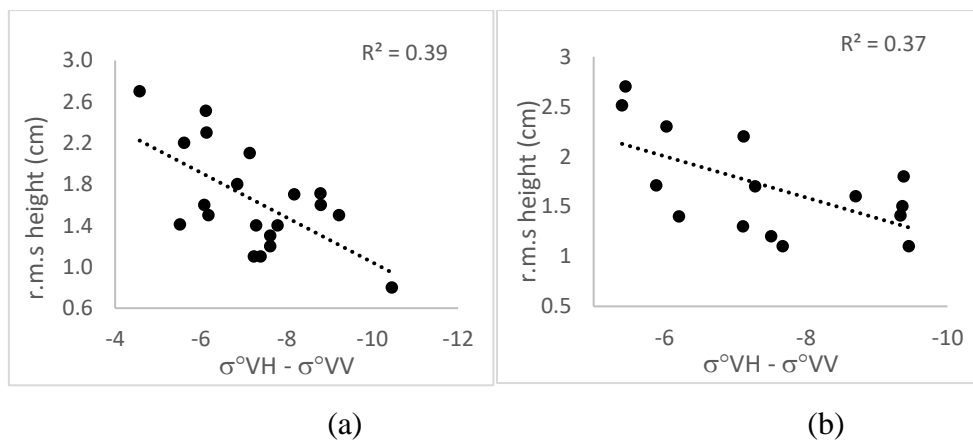 R² = 0.39
r.m.s height (cm)
3.0
2.6
2.2
1.8
1.4
1.0
0.6
-4 -6 -8 -10 -12
σ°VH - σ°VV
(a)
R² = 0.37
r.m.s height (cm)
3
2.5
2
1.5
1
0.5
-6 -8 -10
σ°VH - σ°VV
(b)